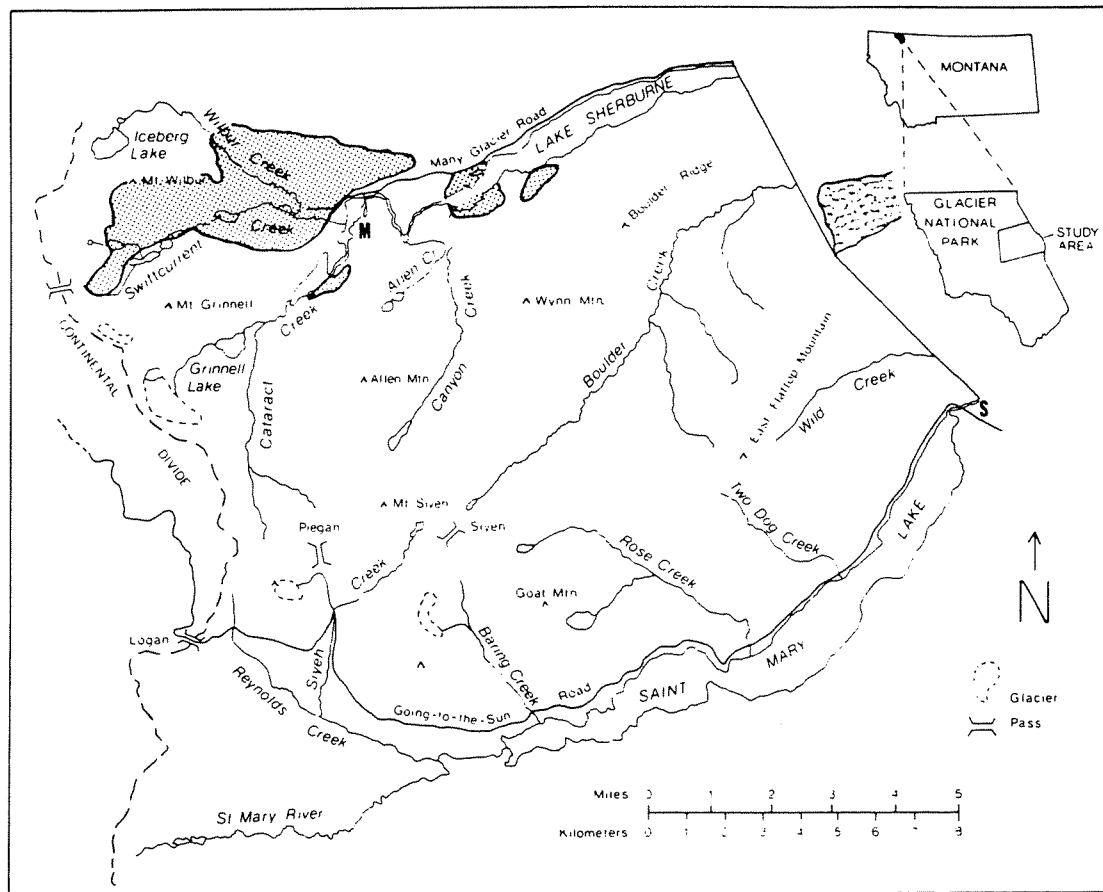 MONTANA
GLACIER
NATIONAL
PARK
STUDY
AREA
Iceberg
Lake
Wilbur Creek
Mt. Wilbur
Many Glacier Road
LAKE SHERBURNE
Swiftcurrent Creek
M
Allen Cr.
Boulder Ridge
Mt Grinnell
Creek
Wynn Mtn.
CONTINENTAL
DIVIDE
Grinnell
Lake
Cataract
Allen Mtn.
Canyon
Creek
Boulder
Creek
East Flattop Mountain
Wild Creek
S
Mt Siyeh
Siyeh
Piegan
Two Dog Creek
Creek
Rose Creek
Goat Mtn.
Logan
Siyeh
Baring Creek
Reynolds
Creek
Going-to-the-Sun
Road
SAINT
MARY
LAKE
N
Glacier
Pass
St Mary River
Miles 0 1 2 3 4 5
Kilometers 0 1 2 3 4 5 6 7 8